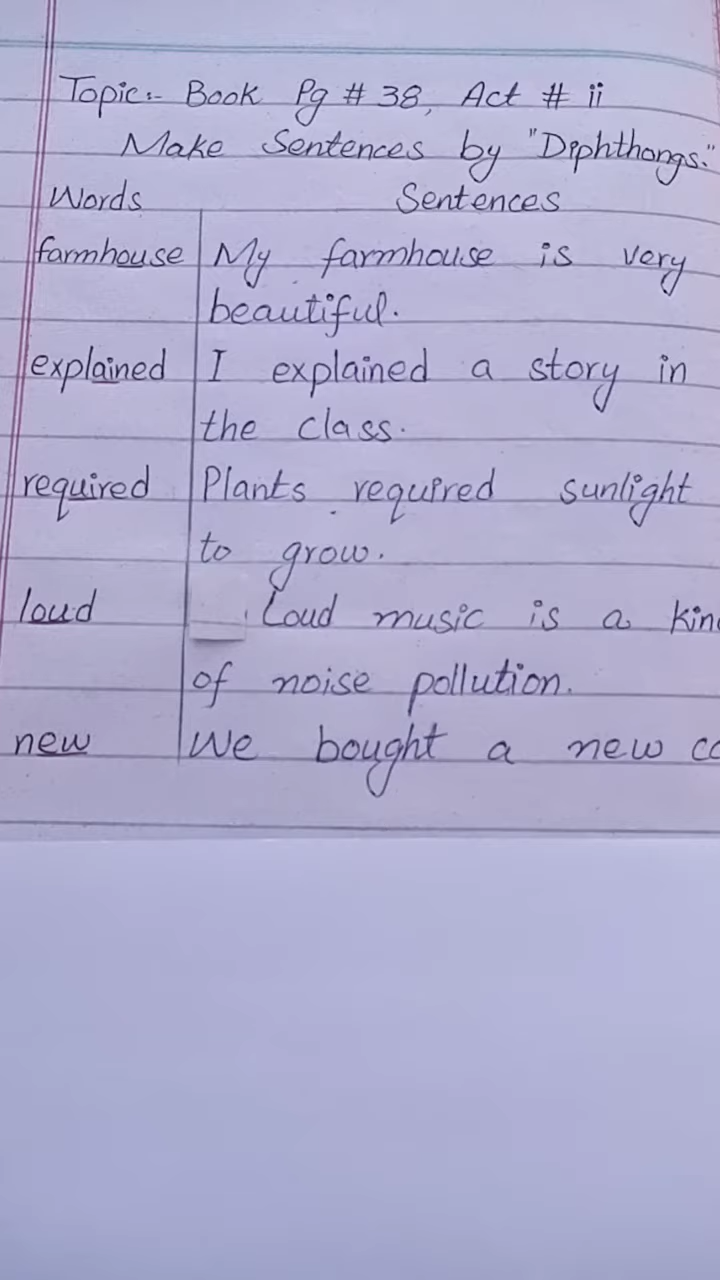 Topic:- Book Pg # 38, Act # ii
Make Sentences by "Diphthongs."
Words Sentences
farmhouse My farmhouse is very
beautiful.
explained I explained a story in
the class.
required Plants required sunlight
to grow.
loud Loud music is a
of noise pollution.
new We bought a new